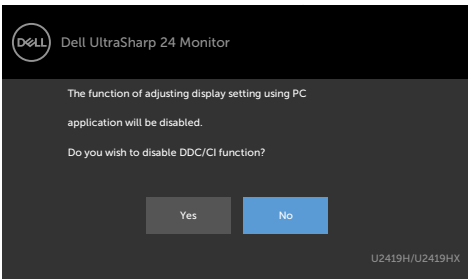 DELL Dell UltraSharp 24 Monitor
The function of adjusting display setting using PC
application will be disabled.
Do you wish to disable DDC/CI function?
Yes No
U2419H/U2419HX